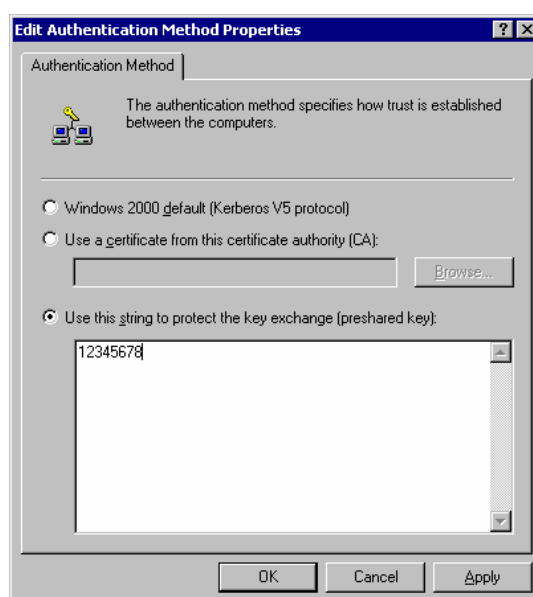 Edit Authentication Method Properties
Authentication Method
The authentication method specifies how trust is established
between the computers.
Windows 2000 default (Kerberos V5 protocol)
Use a certificate from this certificate authority (CA):
Browse...
Use this string to protect the key exchange (preshared key):
12345678
OK Cancel Apply